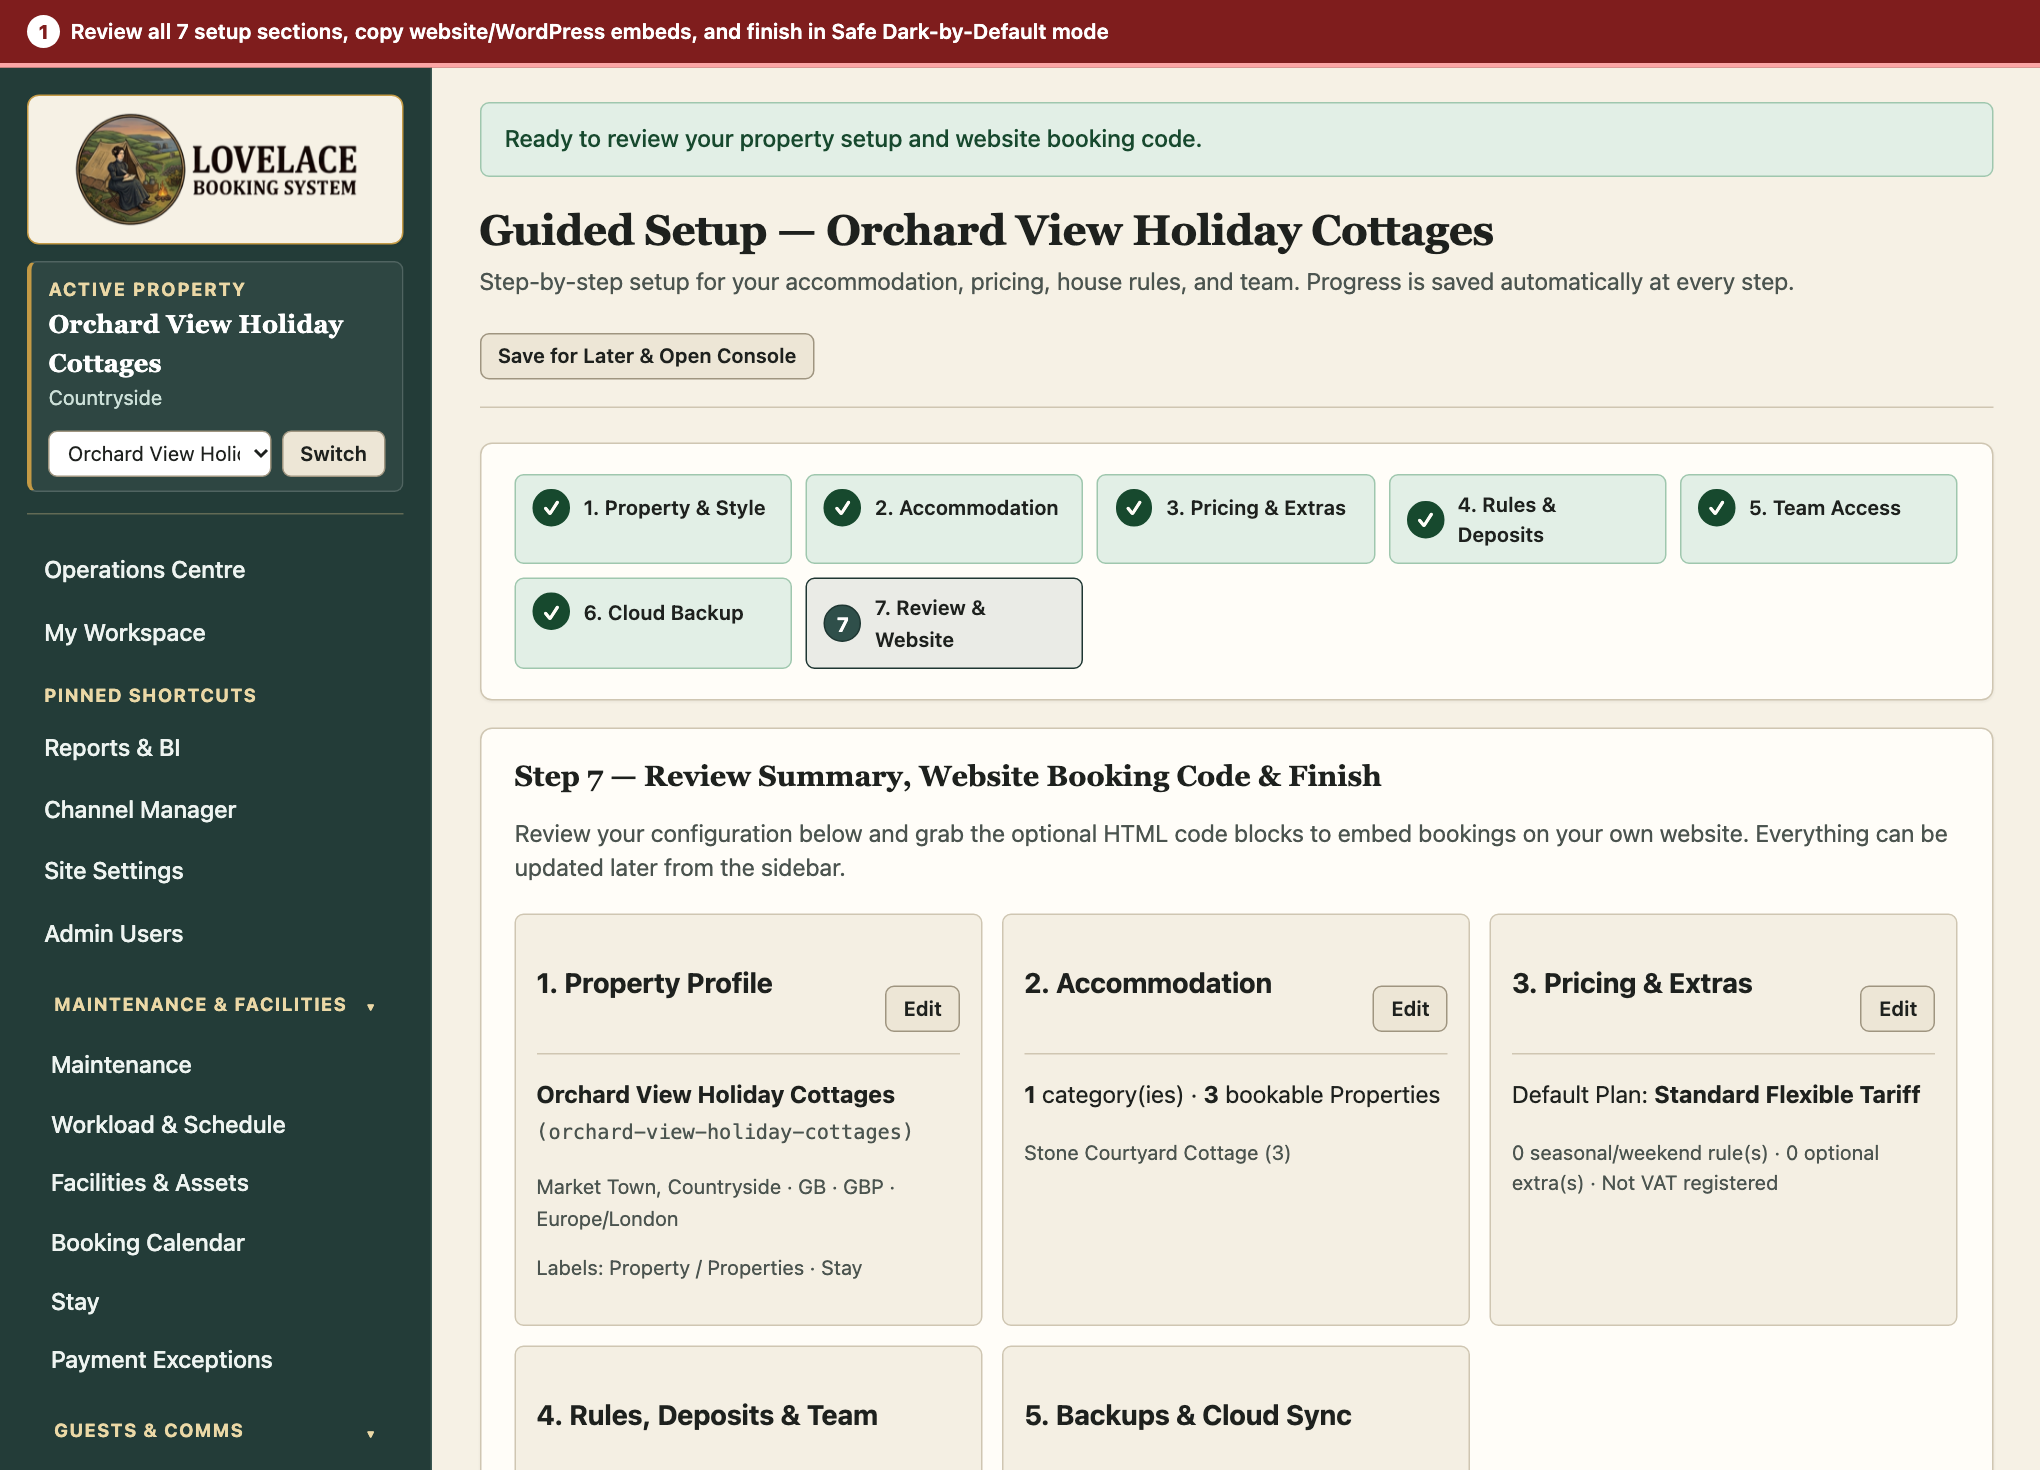 1 Review all 7 setup sections, copy website/WordPress embeds, and finish in Safe Dark-by-Default mode
LOVELACE
BOOKING SYSTEM
ACTIVE PROPERTY
Orchard View Holiday
Cottages
Countryside
Orchard View Holi
Switch
Operations Centre
My Workspace
PINNED SHORTCUTS
Reports & BI
Channel Manager
Site Settings
Admin Users
MAINTENANCE & FACILITIES
Maintenance
Workload & Schedule
Facilities & Assets
Booking Calendar
Stay
Payment Exceptions
GUESTS & COMMS
Ready to review your property setup and website booking code.
Guided Setup — Orchard View Holiday Cottages
Step-by-step setup for your accommodation, pricing, house rules, and team. Progress is saved automatically at every step.
Save for Later & Open Console
1. Property & Style
2. Accommodation
3. Pricing & Extras
4. Rules &
Deposits
5. Team Access
6. Cloud Backup
7
7. Review &
Website
Step 7 — Review Summary, Website Booking Code & Finish
Review your configuration below and grab the optional HTML code blocks to embed bookings on your own website. Everything can be
updated later from the sidebar.
1. Property Profile
Edit
Orchard View Holiday Cottages
(orchard-view-holiday-cottages)
Market Town, Countryside · GB · GBP ·
Europe/London
Labels: Property / Properties · Stay
2. Accommodation
Edit
1 category(ies) · 3 bookable Properties
Stone Courtyard Cottage (3)
3. Pricing & Extras
Edit
Default Plan: Standard Flexible Tariff
0 seasonal/weekend rule(s) · 0 optional
extra(s) · Not VAT registered
4. Rules, Deposits & Team
5. Backups & Cloud Sync